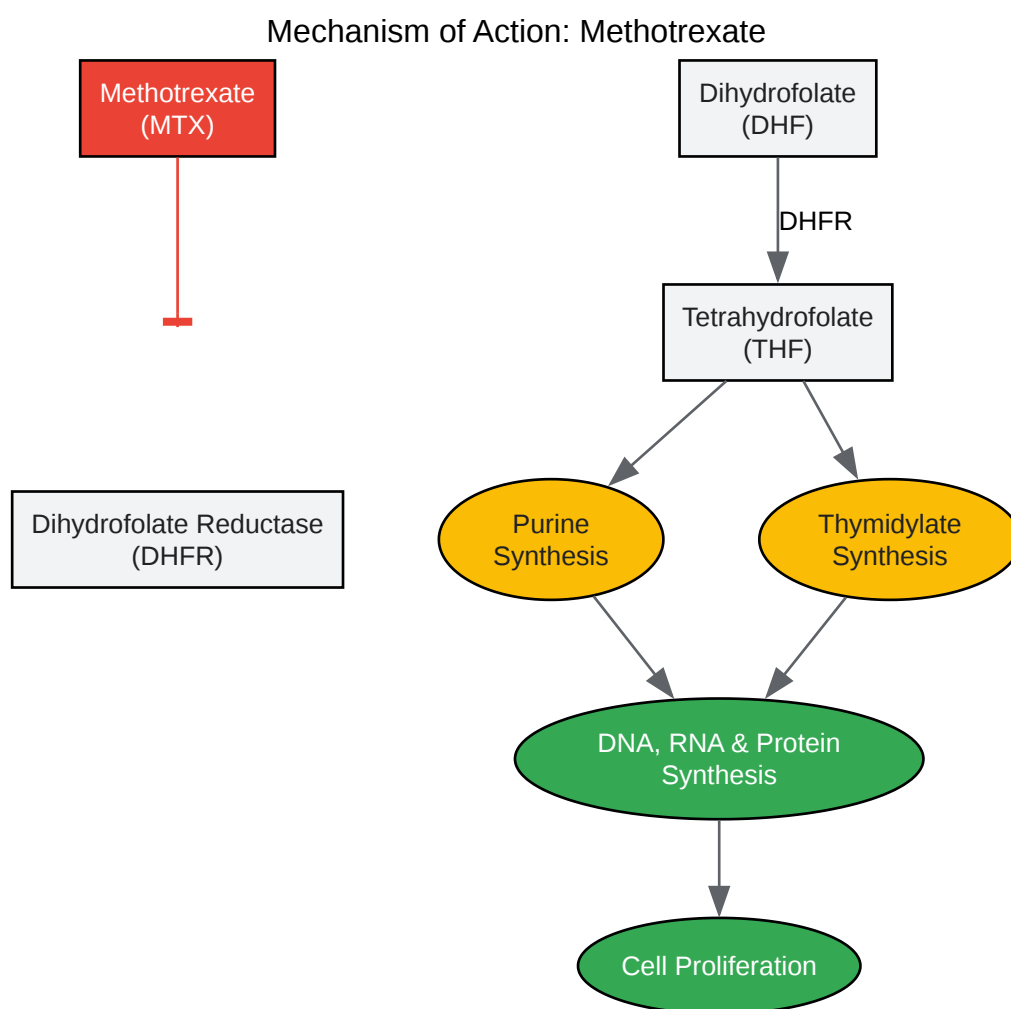 Mechanism of Action: Methotrexate
Methotrexate
(MTX)
Dihydrofolate
(DHF)
DHFR
Tetrahydrofolate
(THF)
Dihydrofolate Reductase
(DHFR)
Purine
Synthesis
Thymidylate
Synthesis
DNA, RNA & Protein
Synthesis
Cell Proliferation